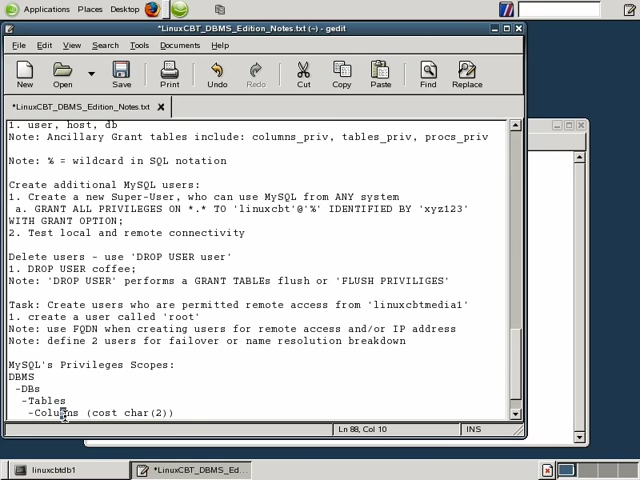 Applications Places Desktop
*LinuxCBT_DBMS_Edition_Notes.txt (~) - gedit
File Edit View Search Tools Documents Help
New Open Save Print Undo Redo Cut Copy Paste Find Replace
*LinuxCBT_DBMS_Edition_Notes.txt
1. user, host, db
Note: Ancillary Grant tables include: columns_priv, tables_priv, procs_priv
Note: % = wildcard in SQL notation
Create additional MySQL users:
1. Create a new Super-User, who can use MySQL from ANY system
a. GRANT ALL PRIVILEGES ON *.* TO 'linuxcbt'@'%' IDENTIFIED BY 'xyz123'
WITH GRANT OPTION;
2. Test local and remote connectivity
Delete users - use 'DROP USER user'
1. DROP USER coffee;
Note: 'DROP USER' performs a GRANT TABLEs flush or 'FLUSH PRIVILIGES'
Task: Create users who are permitted remote access from 'linuxcbtmedia1'
1. create a user called 'root'
Note: use FQDN when creating users for remote access and/or IP address
Note: define 2 users for failover or name resolution breakdown
MySQL's Privileges Scopes:
DBMS
-DBs
-Tables
-Columns (cost char(2))
Ln 88, Col 10 INS
linuxcbtdb1 *LinuxCBT_DBMS_Ed...